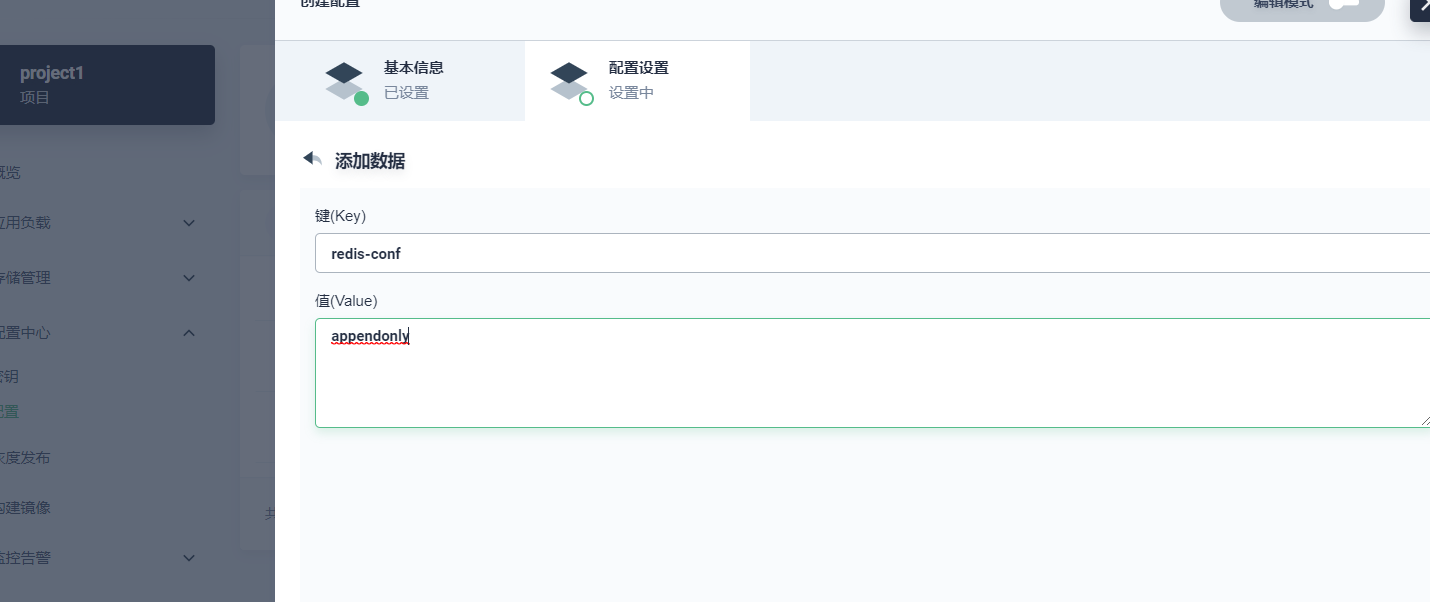 创建配置
编辑模式
project1
项目
基本信息
已设置
配置设置
设置中
概览
应用负载
存储管理
配置中心
密钥
配置
灰度发布
构建镜像
监控告警
共
添加数据
键(Key)
redis-conf
值(Value)
appendonly